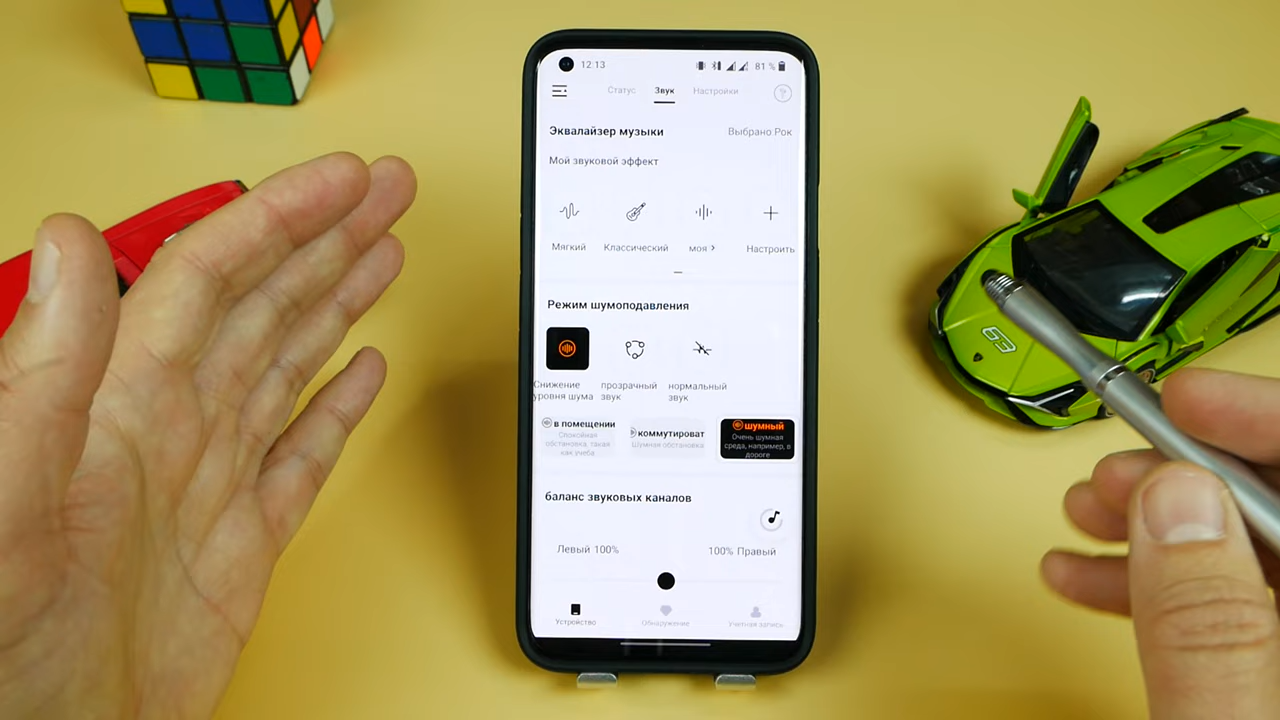 12:13
81 %
Статус Звук Настройки ?
Эквалайзер музыки Выбрано Рок
Мой звуковой эффект
Мягкий Классический моя > Настроить
Режим шумоподавления
Снижение уровня шума
прозрачный звук
нормальный звук
в помещении
Спокойная
обстановка, такая
как учеба
коммутироват
Шумная обстановка
шумный
Очень шумная
среда, например, в
дороге
баланс звуковых каналов
Левый 100% 100% Правый
Устройство Обнаружение Учетная запись
63